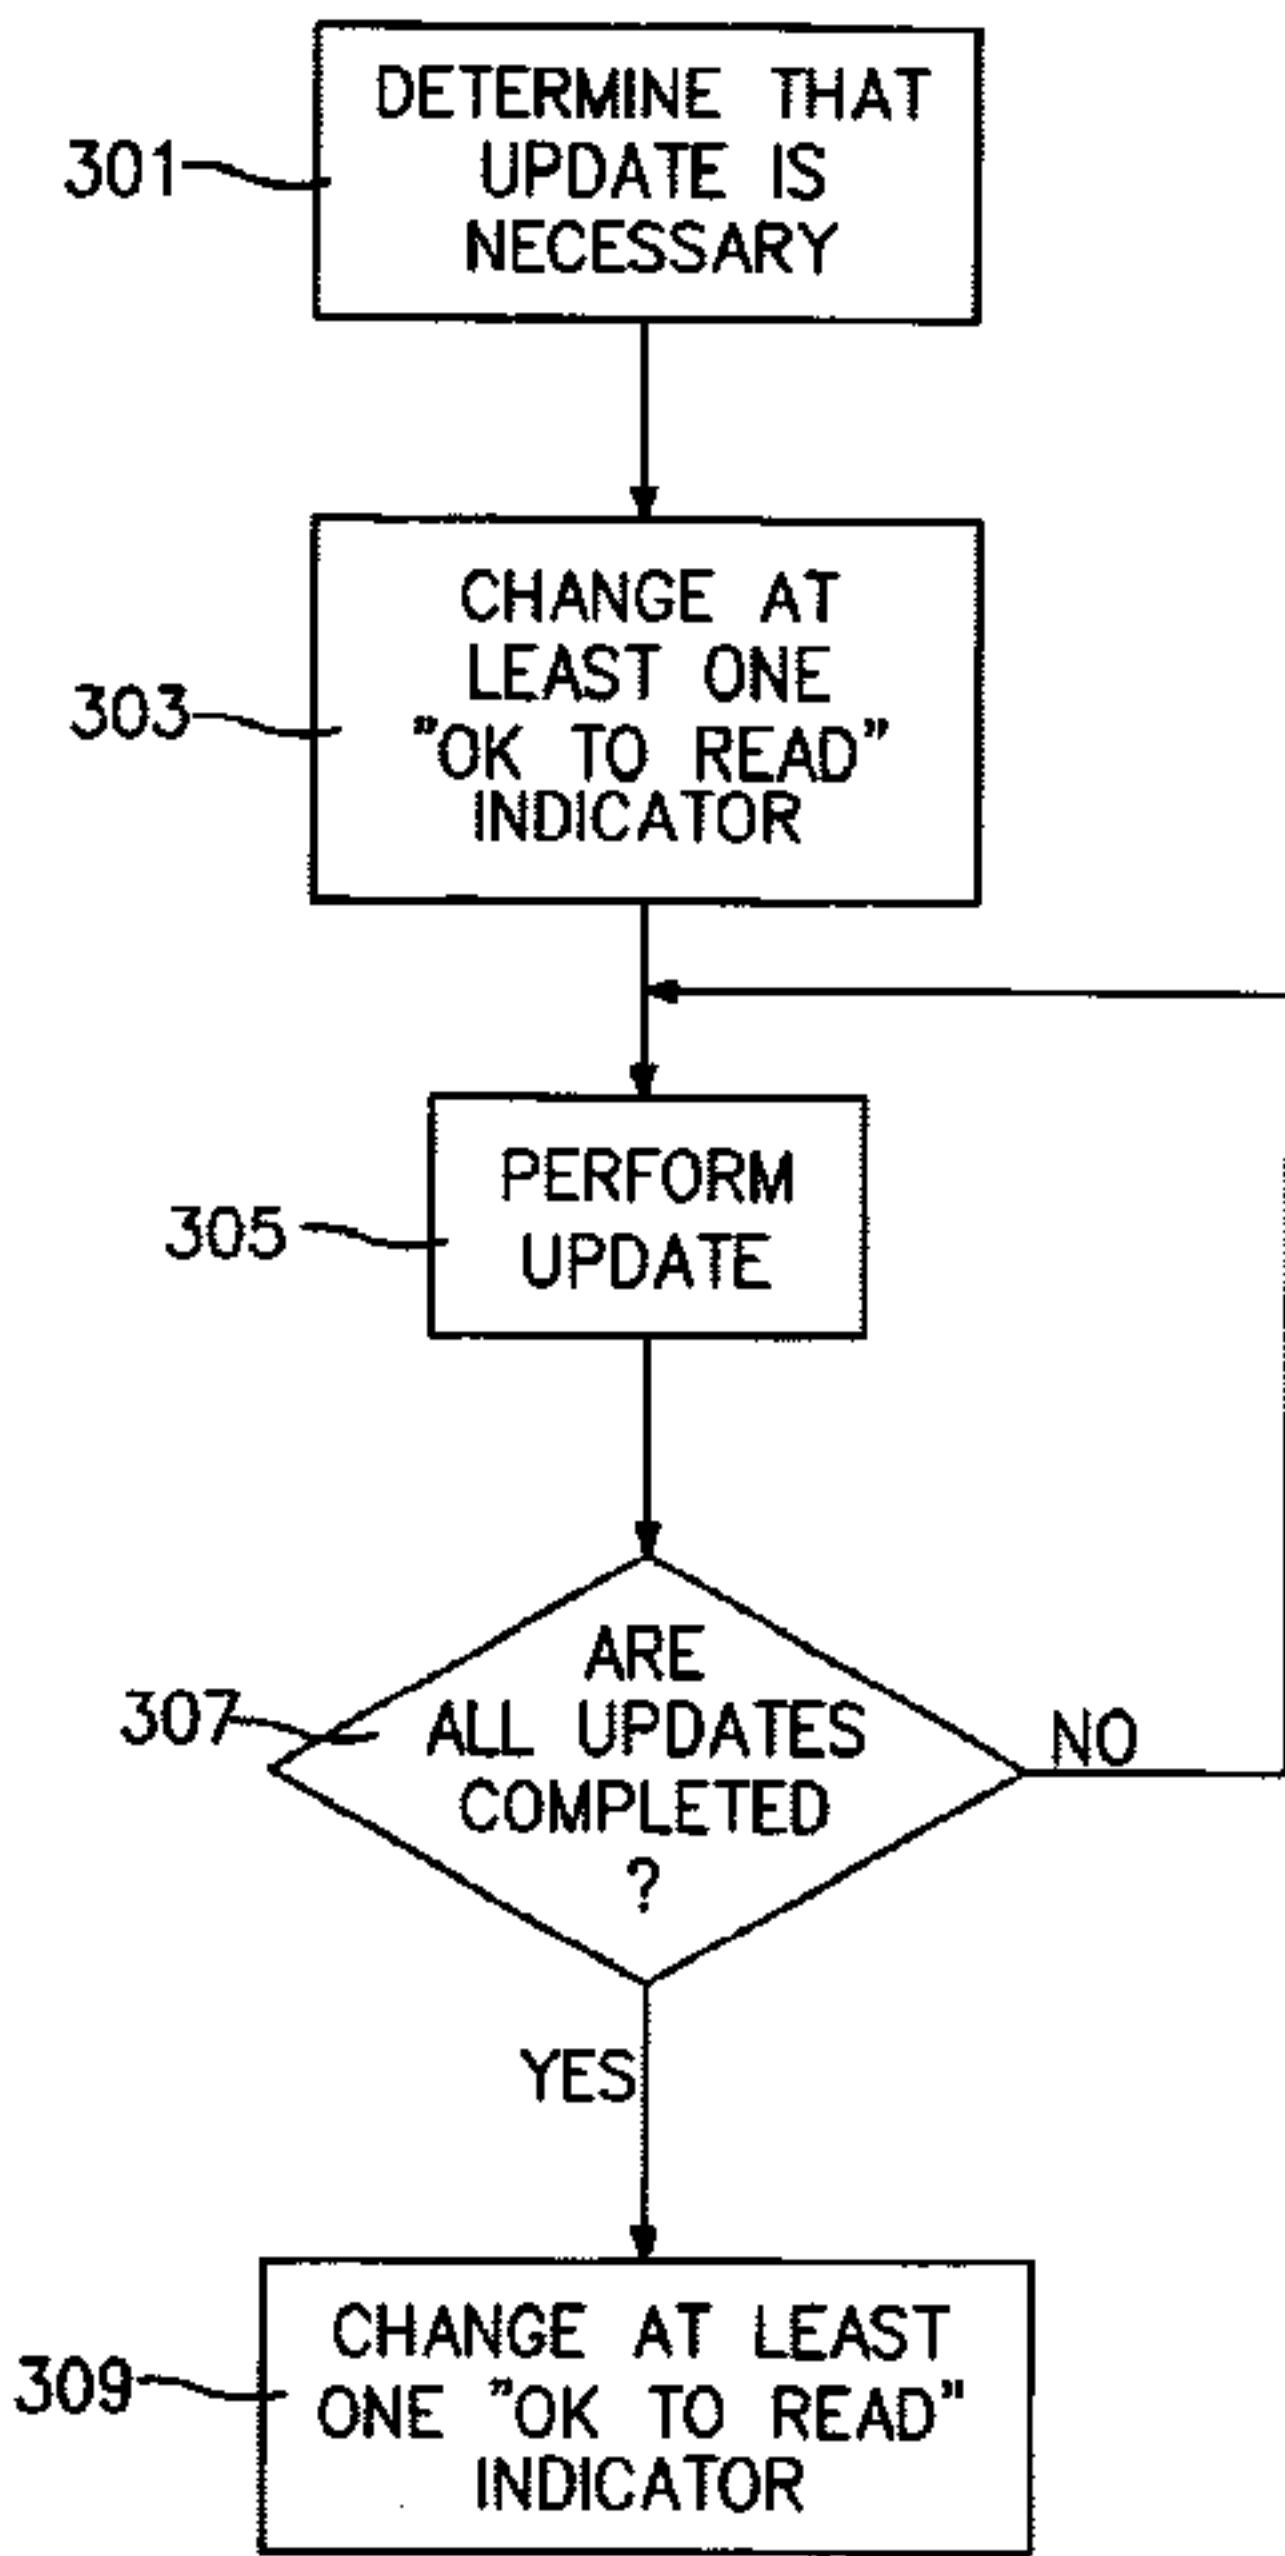 DETERMINE THAT
UPDATE IS
NECESSARY
301
CHANGE AT
LEAST ONE
"OK TO READ"
INDICATOR
303
PERFORM
UPDATE
305
ARE
ALL UPDATES
COMPLETED
?
307
NO
YES
CHANGE AT LEAST
ONE "OK TO READ"
INDICATOR
309